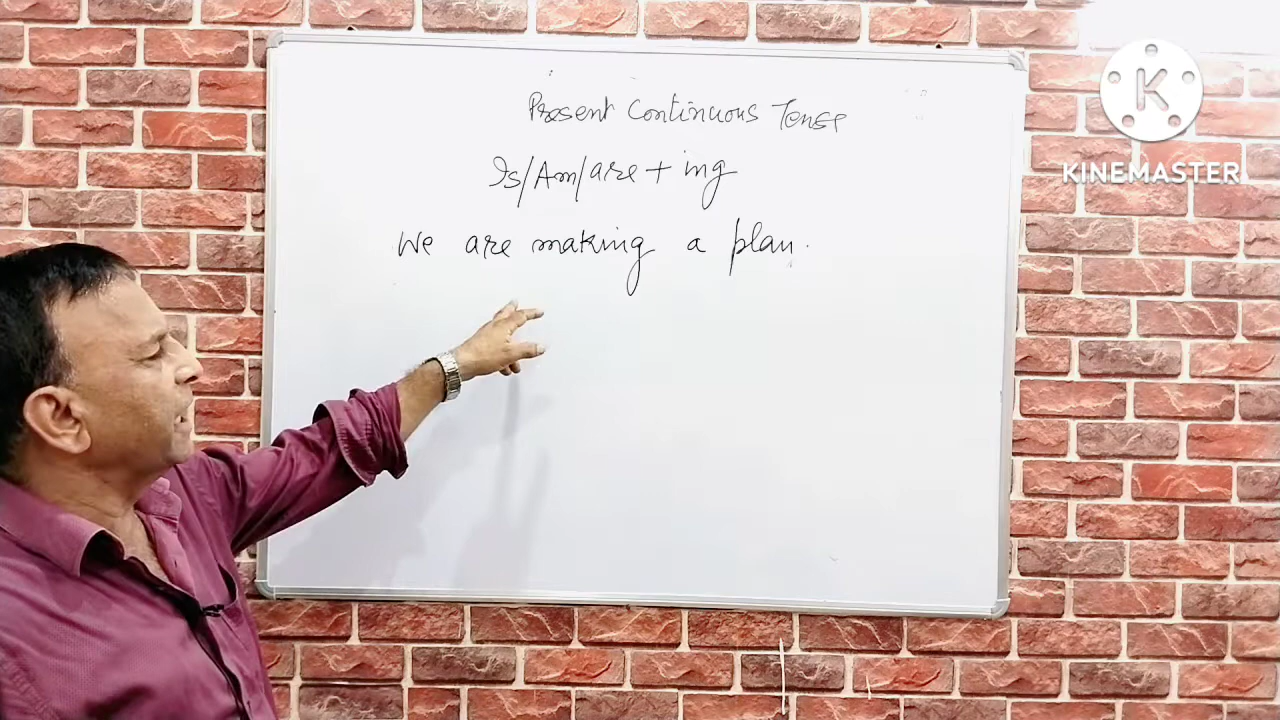 Present Continuous Tense
Is/Am/are + ing
We are making a plan.
K
KINEMASTER